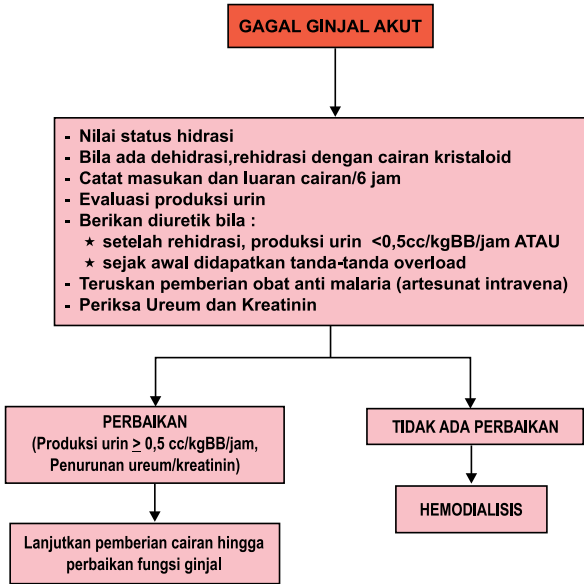 GAGAL GINJAL AKUT
- Nilai status hidrasi
- Bila ada dehidrasi,rehidrasi dengan cairan kristaloid
- Catat masukan dan luaran cairan/6 jam
- Evaluasi produksi urin
- Berikan diuretik bila :
★ setelah rehidrasi, produksi urin <0,5cc/kgBB/jam ATAU
★ sejak awal didapatkan tanda-tanda overload
- Teruskan pemberian obat anti malaria (artesunat intravena)
- Periksa Ureum dan Kreatinin
PERBAIKAN
(Produksi urin ≥ 0,5 cc/kgBB/jam,
Penurunan ureum/kreatinin)
TIDAK ADA PERBAIKAN
Lanjutkan pemberian cairan hingga
perbaikan fungsi ginjal
HEMODIALISIS